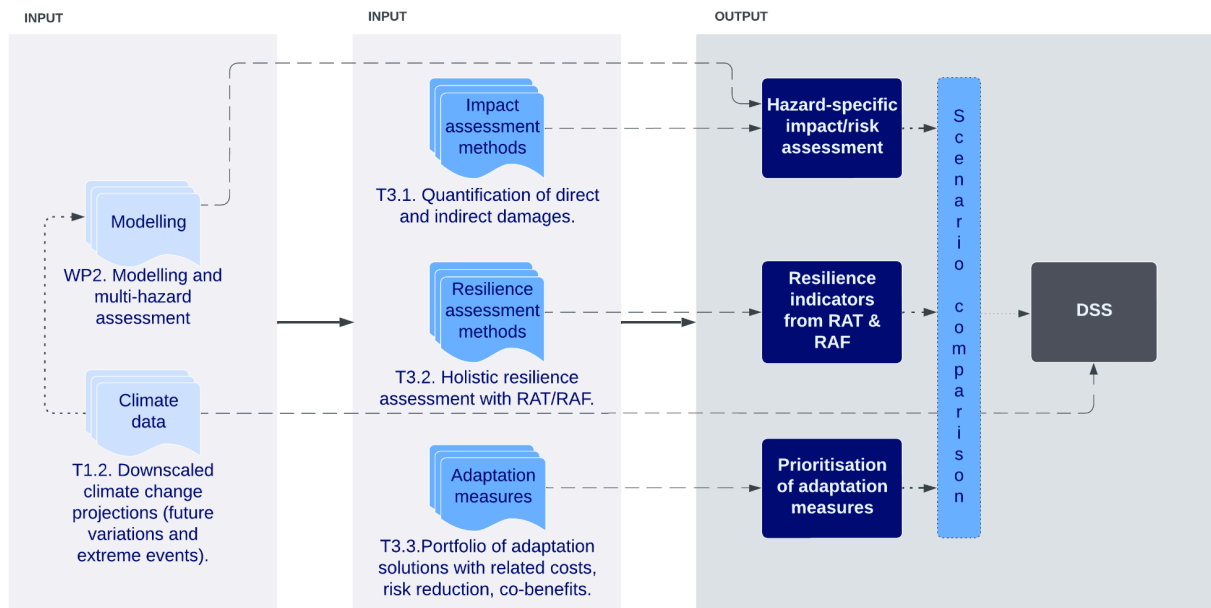 INPUT
INPUT
OUTPUT
Modelling
WP2. Modelling and
multi-hazard
assessment
Climate
data
T1.2. Downscaled
climate change
projections (future
variations and
extreme events).
Impact
assessment
methods
T3.1. Quantification of direct
and indirect damages.
Resilience
assessment
methods
T3.2. Holistic resilience
assessment with RAT/RAF.
Adaptation
measures
T3.3.Portfolio of adaptation
solutions with related costs,
risk reduction, co-benefits.
Hazard-specific
impact/risk
assessment
Resilience
indicators
from RAT &
RAF
Prioritisation
of adaptation
measures
Scenario comparison
DSS